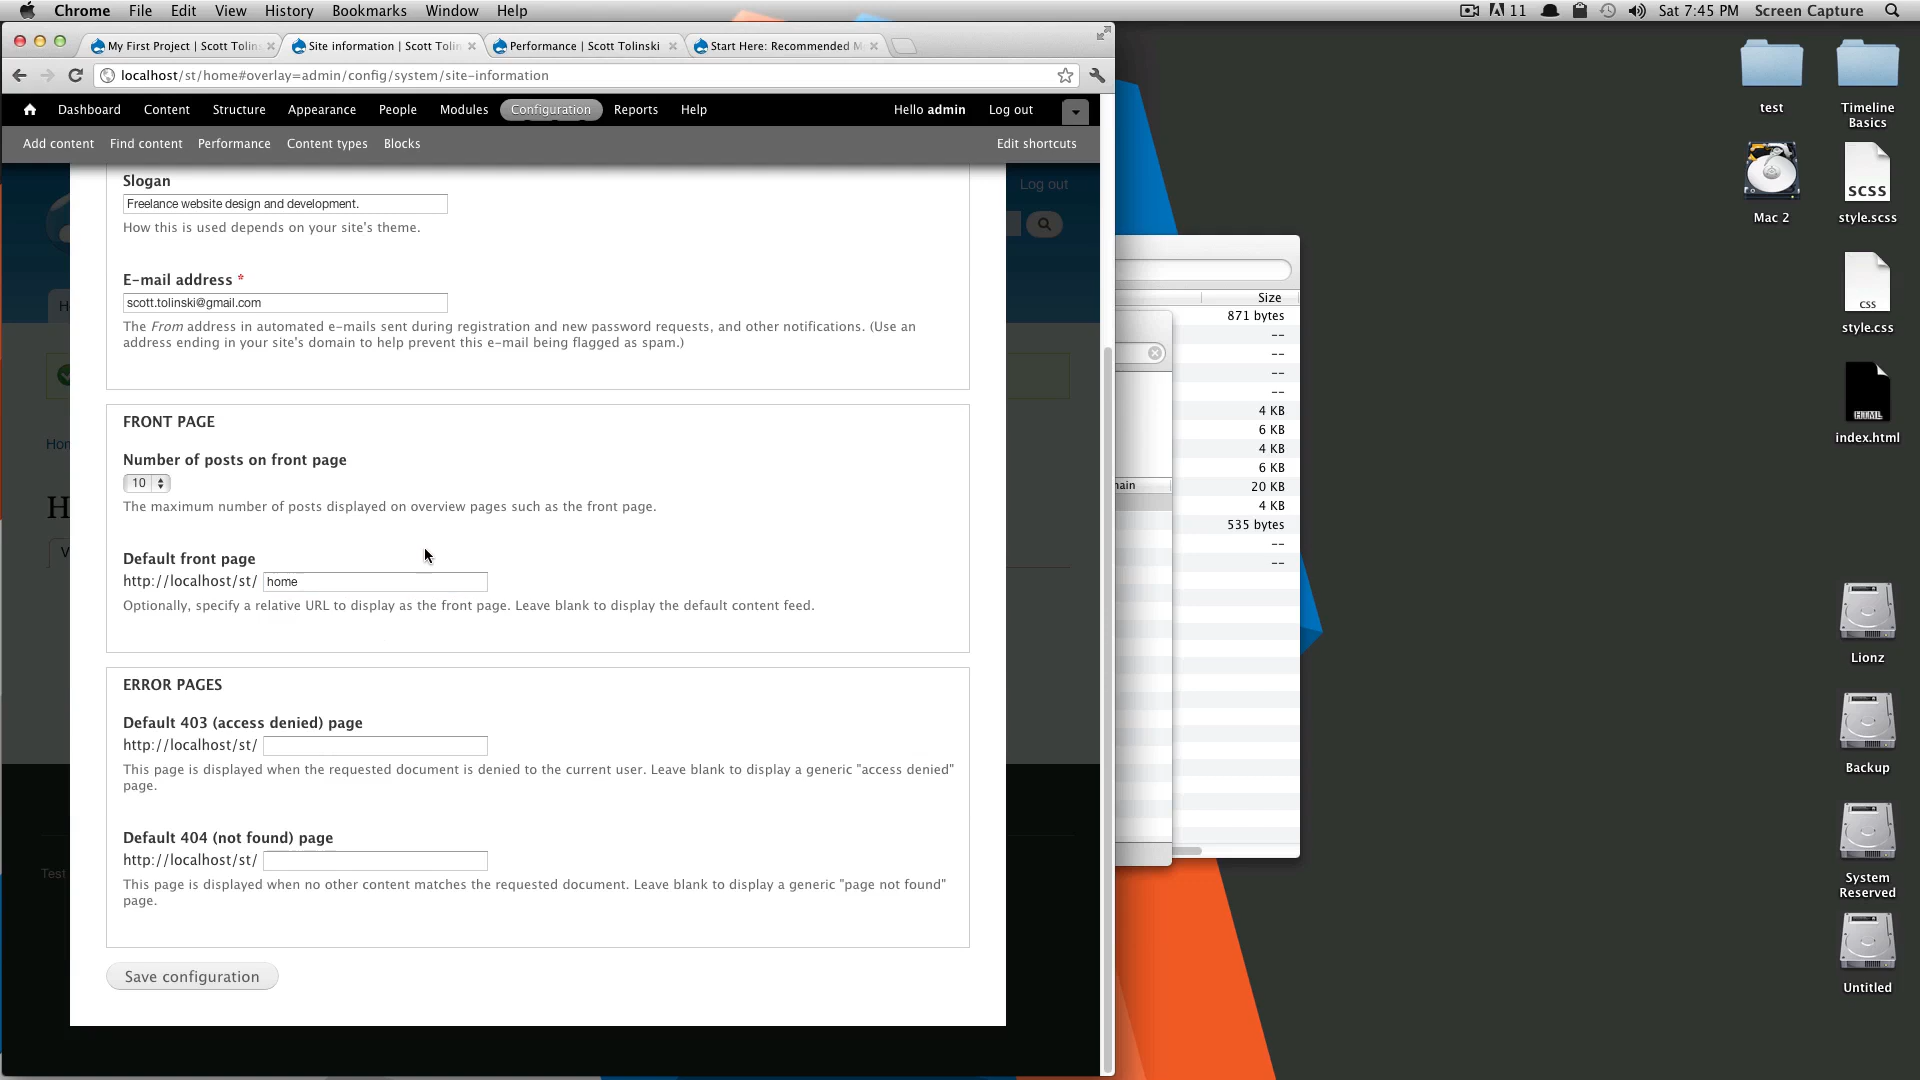 Chrome File Edit View History Bookmarks Window Help
11 Sat 7:45 PM Screen Capture
My First Project | Scott Tolin
Site information | Scott Tolin
Performance | Scott Tolinski
Start Here: Recommended M
localhost/st/home#overlay=admin/config/system/site-information
Dashboard Content Structure Appearance People Modules Configuration Reports Help
Hello admin Log out
Add content Find content Performance Content types Blocks
Edit shortcuts
Log out
Slogan
Freelance website design and development.
How this is used depends on your site's theme.
E-mail address *
scott.tolinski@gmail.com
The From address in automated e-mails sent during registration and new password requests, and other notifications. (Use an
address ending in your site's domain to help prevent this e-mail being flagged as spam.)
FRONT PAGE
Number of posts on front page
10
The maximum number of posts displayed on overview pages such as the front page.
Default front page
http://localhost/st/ home
Optionally, specify a relative URL to display as the front page. Leave blank to display the default content feed.
ERROR PAGES
Default 403 (access denied) page
http://localhost/st/
This page is displayed when the requested document is denied to the current user. Leave blank to display a generic "access denied"
page.
Default 404 (not found) page
http://localhost/st/
This page is displayed when no other content matches the requested document. Leave blank to display a generic "page not found"
page.
Save configuration
Hon
H
V
Test
Size
871 bytes
--
--
--
--
4 KB
6 KB
4 KB
6 KB
20 KB
4 KB
535 bytes
--
--
test
Timeline
Basics
Mac 2
SCSS
style.scss
css
style.css
HTML
index.html
Lionz
Backup
System
Reserved
Untitled